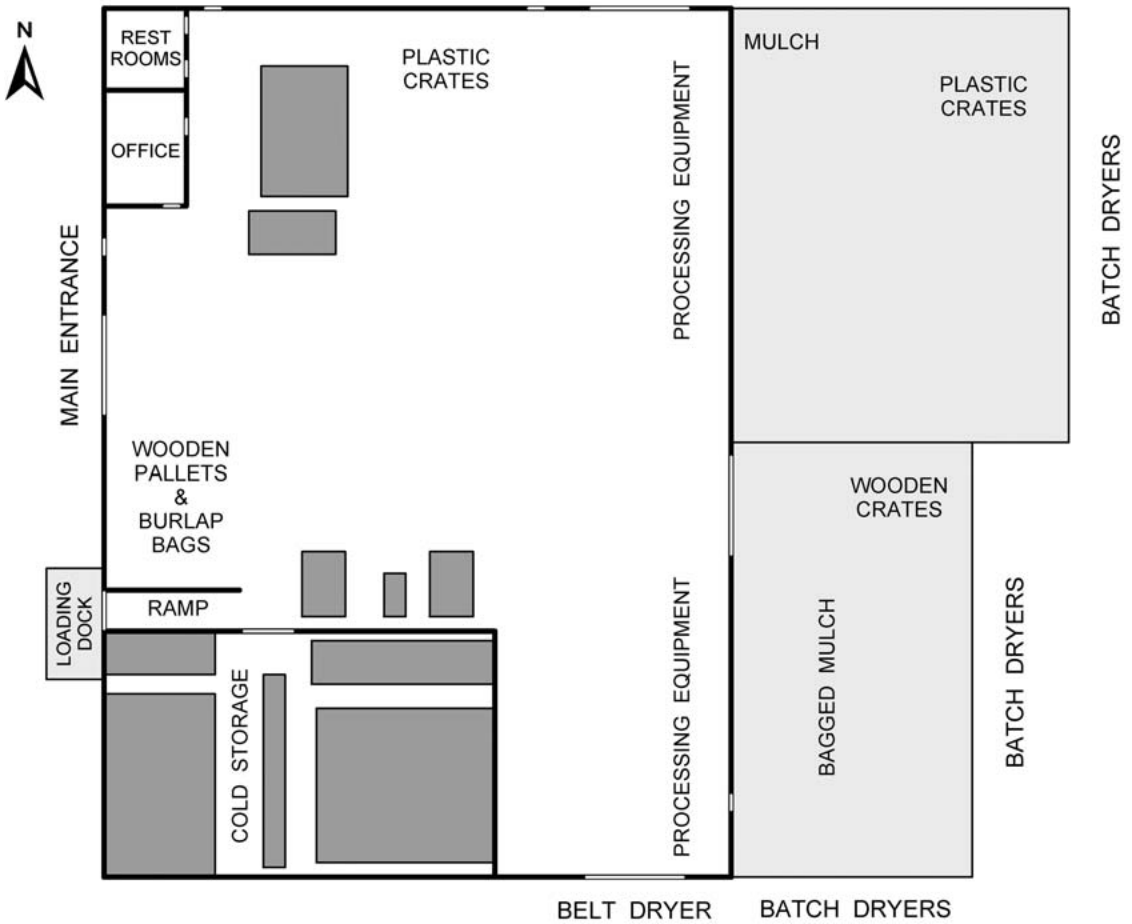 N
REST
ROOMS
OFFICE
PLASTIC
CRATES
PROCESSING EQUIPMENT
MULCH
PLASTIC
CRATES
BATCH DRYERS
MAIN ENTRANCE
WOODEN
PALLETS
&
BURLAP
BAGS
LOADING
DOCK
RAMP
COLD STORAGE
PROCESSING EQUIPMENT
WOODEN
CRATES
BAGGED MULCH
BATCH DRYERS
BELT DRYER
BATCH DRYERS